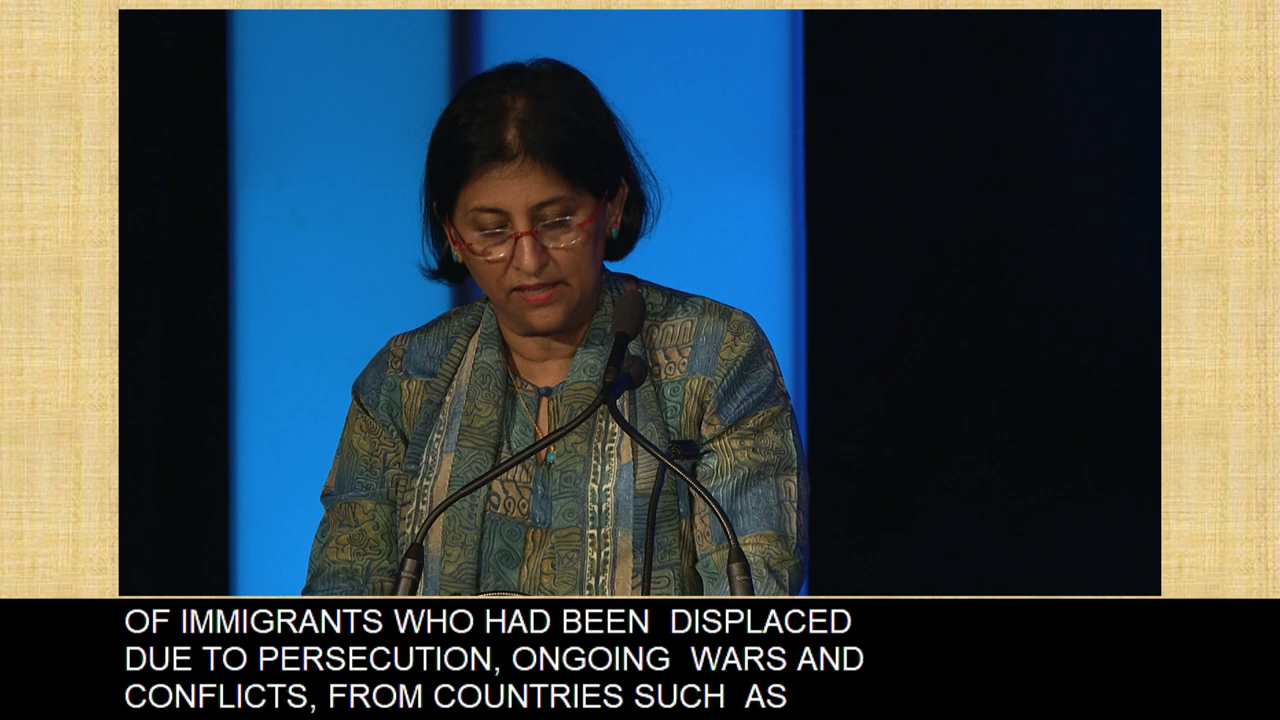 OF IMMIGRANTS WHO HAD BEEN  DISPLACED
DUE TO PERSECUTION, ONGOING  WARS AND
CONFLICTS, FROM COUNTRIES SUCH  AS